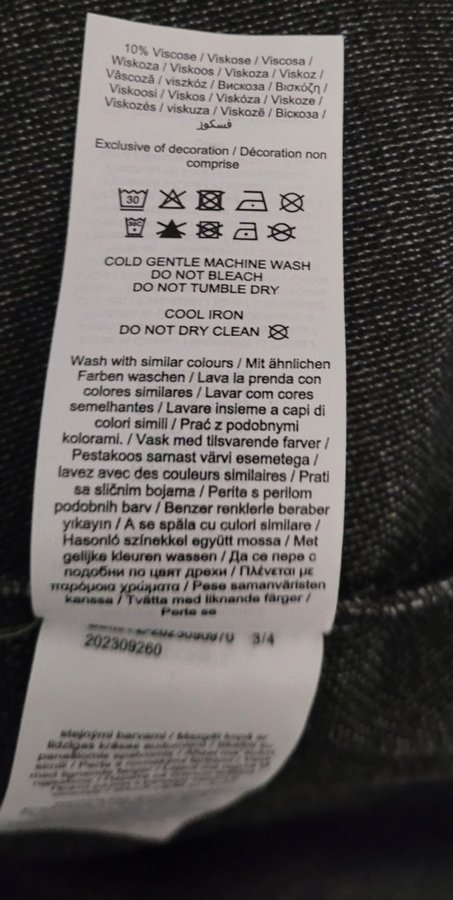 10% Viscose / Viskose / Viscosa /
Wiskoza / Viskoos / Viskoza / Viskoz /
Vâscoză / viszkóz / Вискоза / Βισκόζη /
Viskoosi / Viskos / Viskóza / Viskoze /
Viskozės / viskuza / Viskozë / Віскоза /
فسكوز
Exclusive of decoration / Décoration non
comprise
30
COLD GENTLE MACHINE WASH
DO NOT BLEACH
DO NOT TUMBLE DRY
COOL IRON
DO NOT DRY CLEAN
Wash with similar colours / Mit ähnlichen
Farben waschen / Lava la prenda con
colores similares / Lavar com cores
semelhantes / Lavare insieme a capi di
colori simili / Prać z podobnymi
kolorami. / Vask med tilsvarende farver /
Pestakoos sarnast värvi esemetega /
lavez avec des couleurs similaires / Prati
sa sličnim bojama / Perite s perilom
podobnih barv / Benzer renklerle beraber
yıkayın / A se spăla cu culori similare /
Hasonló színekkel együtt mossa / Met
gelijke kleuren wassen / Да се пере с
подобни по цвят дрехи / Πλένεται με
παρόμοια χρώματα / Pese samanväristen
kanssa / Tvätta med liknande färger /
Perte se
3/4
202309260